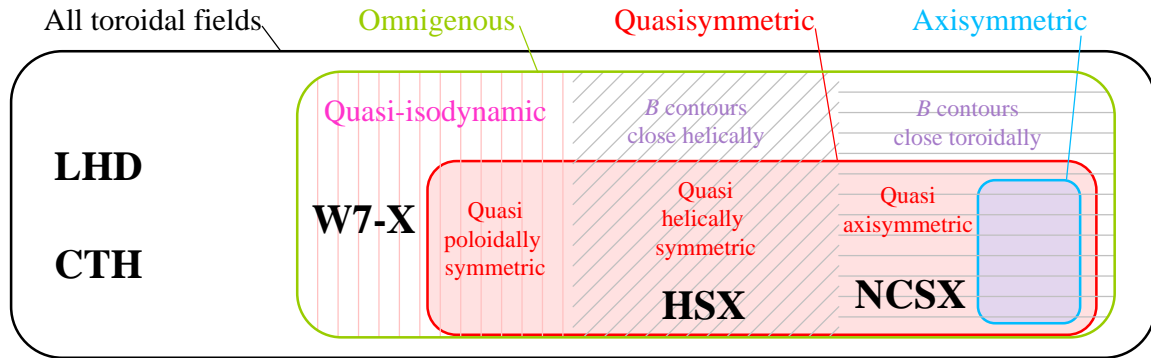 All toroidal fields
Omnigenous
Quasisymmetric
Axisymmetric
Quasi-isodynamic
B contours
close helically
B contours
close toroidally
LHD
CTH
W7-X
Quasi
poloidally
symmetric
Quasi
helically
symmetric
HSX
Quasi
axisymmetric
NCSX